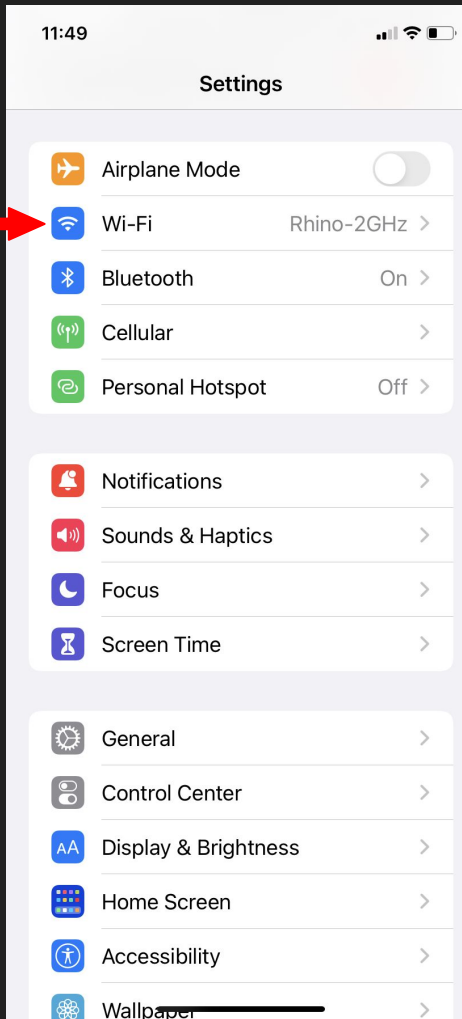 11:49
Settings
Airplane Mode
Wi-Fi Rhino-2GHz
Bluetooth On
Cellular
Personal Hotspot Off
Notifications
Sounds & Haptics
Focus
Screen Time
General
Control Center
AA Display & Brightness
Home Screen
Accessibility
Wallpaper